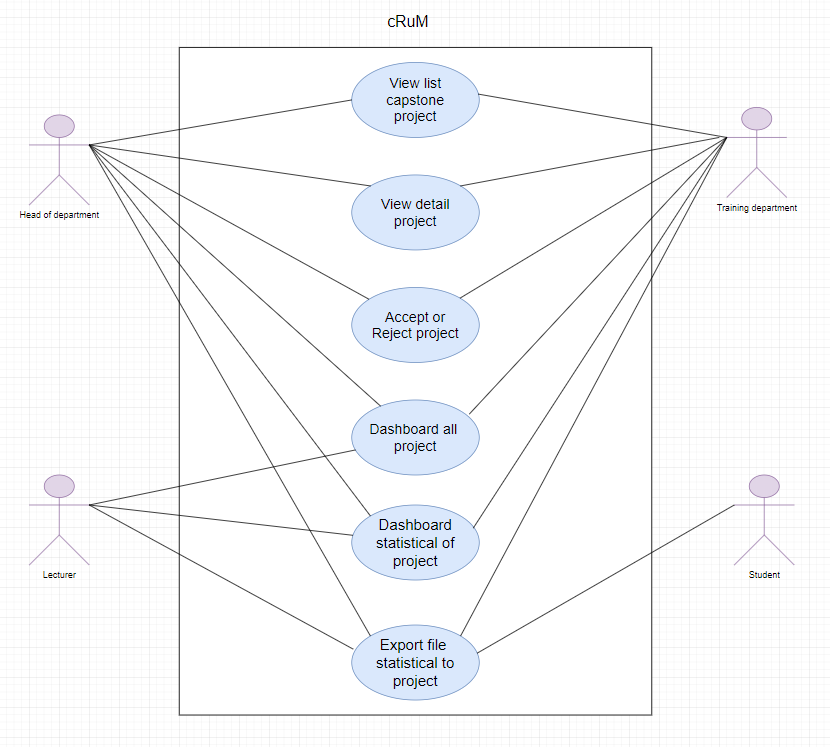 cRuM
View list
capstone
project
Head of department
Training department
View detail
project
Accept or
Reject project
Dashboard all
project
Dashboard
statistical of
project
Lecturer
Student
Export file
statistical to
project